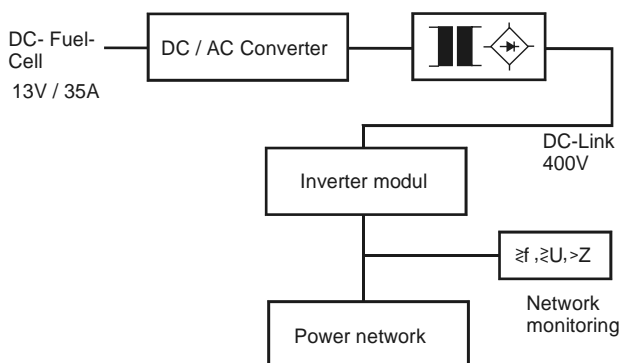 DC- Fuel-
Cell
13V / 35A
DC / AC Converter
DC-Link
400V
Inverter modul
≷f ,≷U,>Z
Network
monitoring
Power network